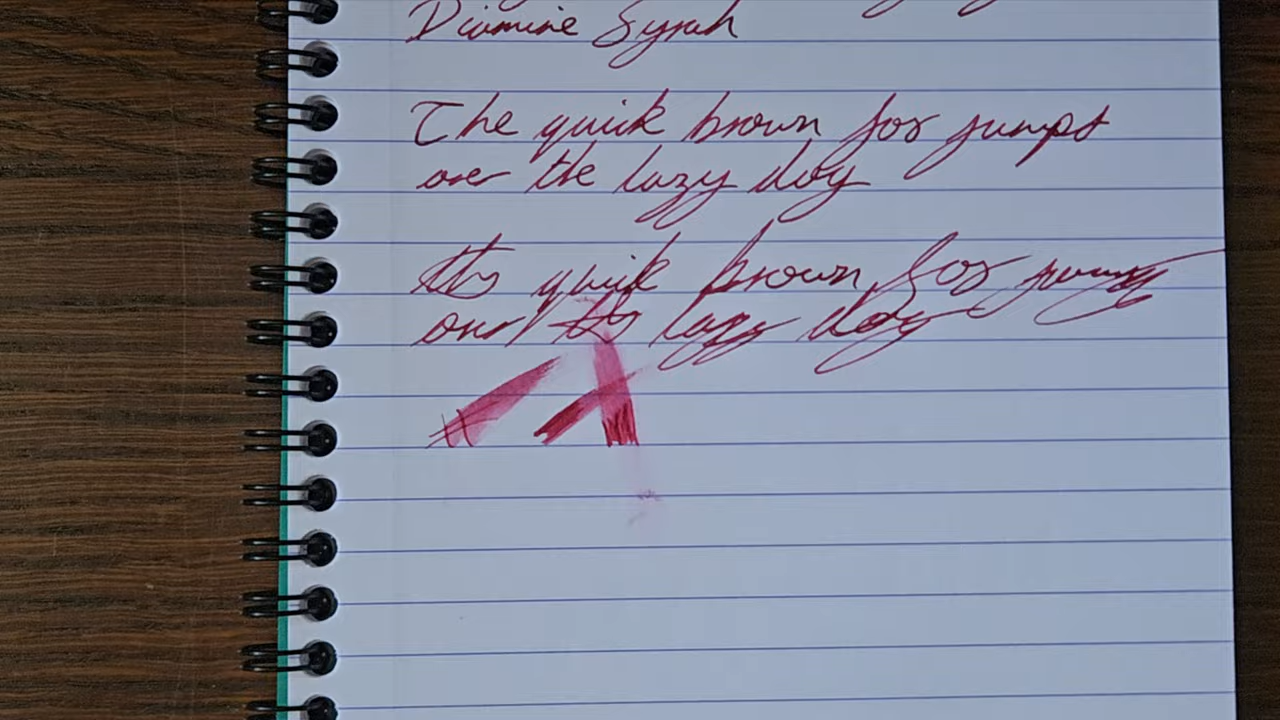 Diamine Syrah
The quick brown fox jumps
over the lazy dog
the quick brown fox jumps
over the lazy dog